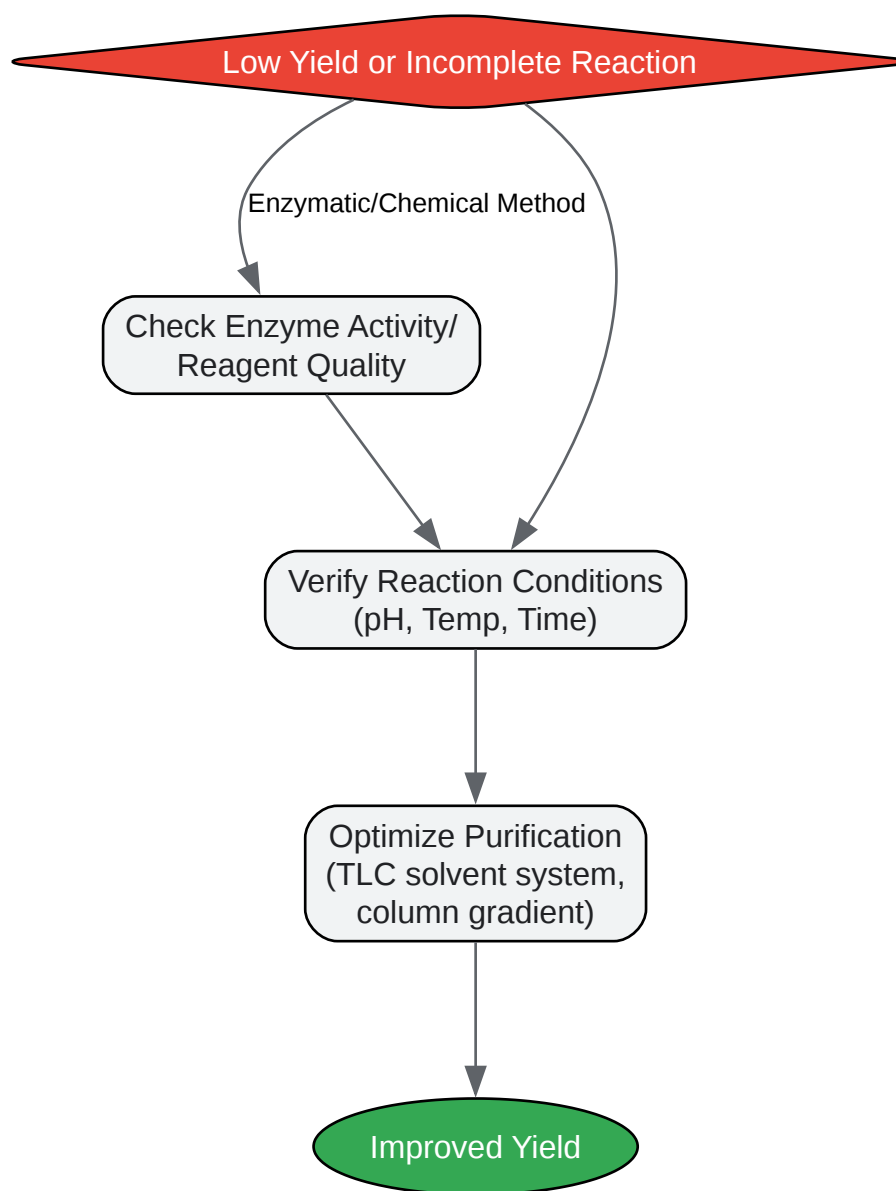 Low Yield or Incomplete Reaction
Enzymatic/Chemical Method
Check Enzyme Activity/
Reagent Quality
Verify Reaction Conditions
(pH, Temp, Time)
Optimize Purification
(TLC solvent system,
column gradient)
Improved Yield